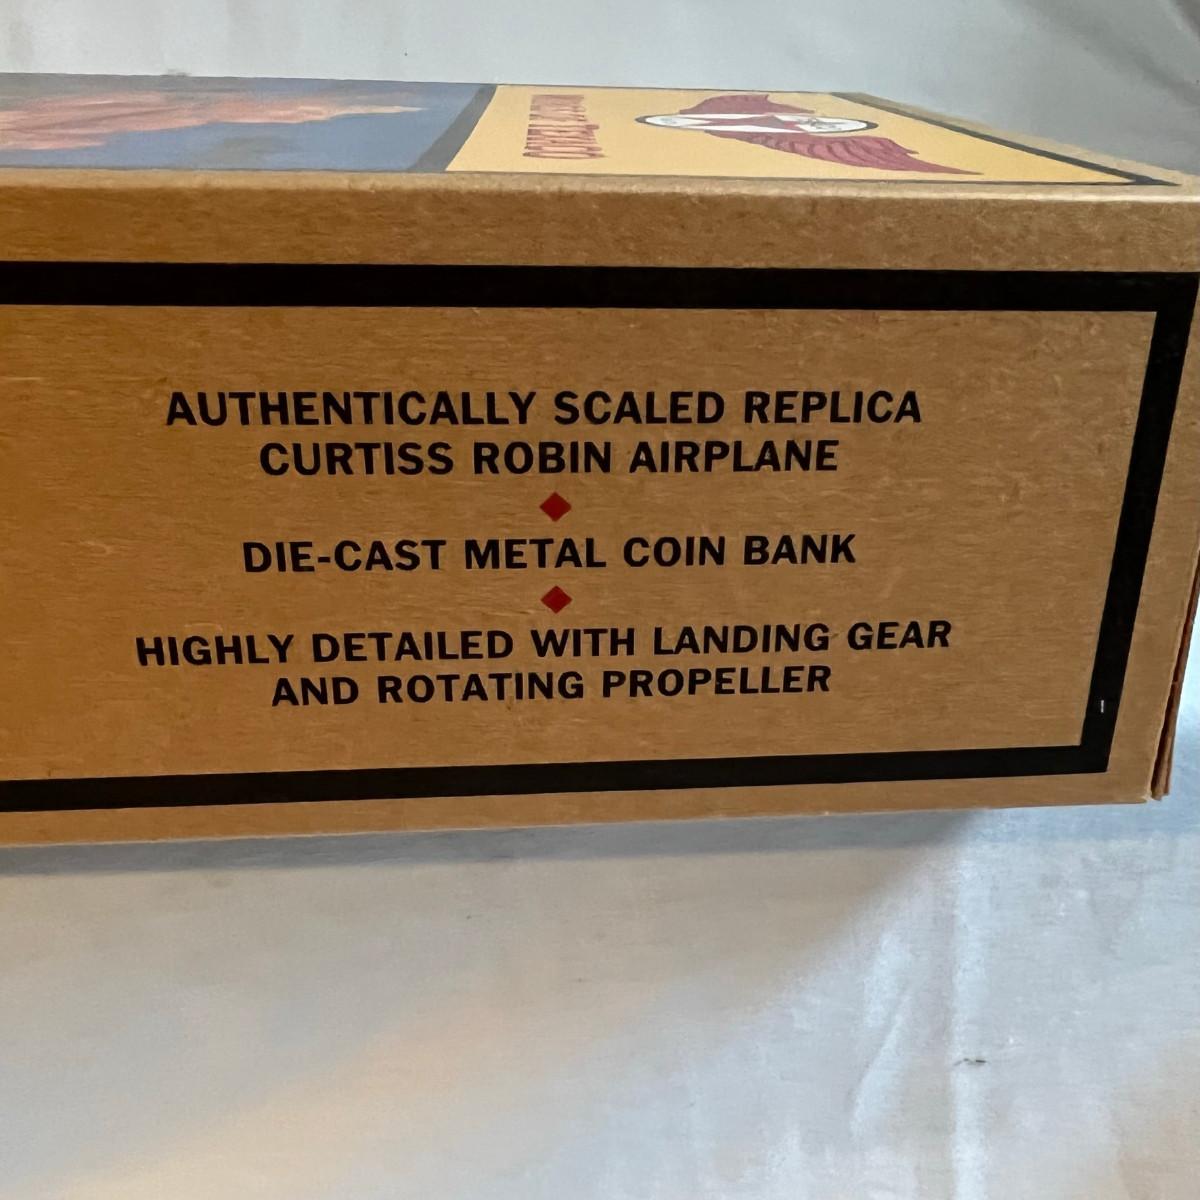 AUTHENTICALLY SCALED REPLICA
CURTISS ROBIN AIRPLANE
DIE-CAST METAL COIN BANK
HIGHLY DETAILED WITH LANDING GEAR
AND ROTATING PROPELLER